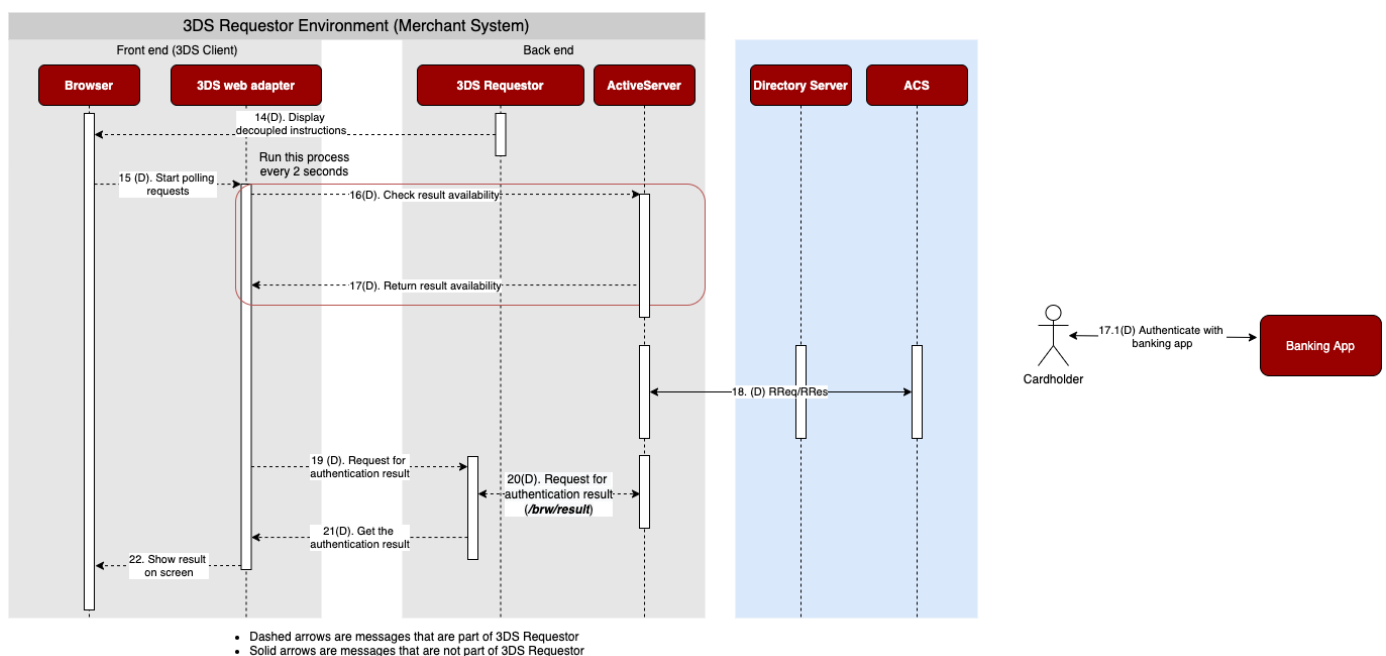 3DS Requestor Environment (Merchant System)
Front end (3DS Client)
Back end
Browser
3DS web adapter
3DS Requestor
ActiveServer
Directory Server
ACS
14(D). Display
decoupled instructions
Run this process
every 2 seconds
15 (D). Start polling
requests
16(D). Check result availability
17(D). Return result availability
17.1(D) Authenticate with
banking app
Banking App
Cardholder
18. (D) RReq/RRes
19 (D). Request for
authentication result
20(D). Request for
authentication result
(/brw/result)
21(D). Get the
authentication result
22. Show result
on screen
• Dashed arrows are messages that are part of 3DS Requestor
• Solid arrows are messages that are not part of 3DS Requestor